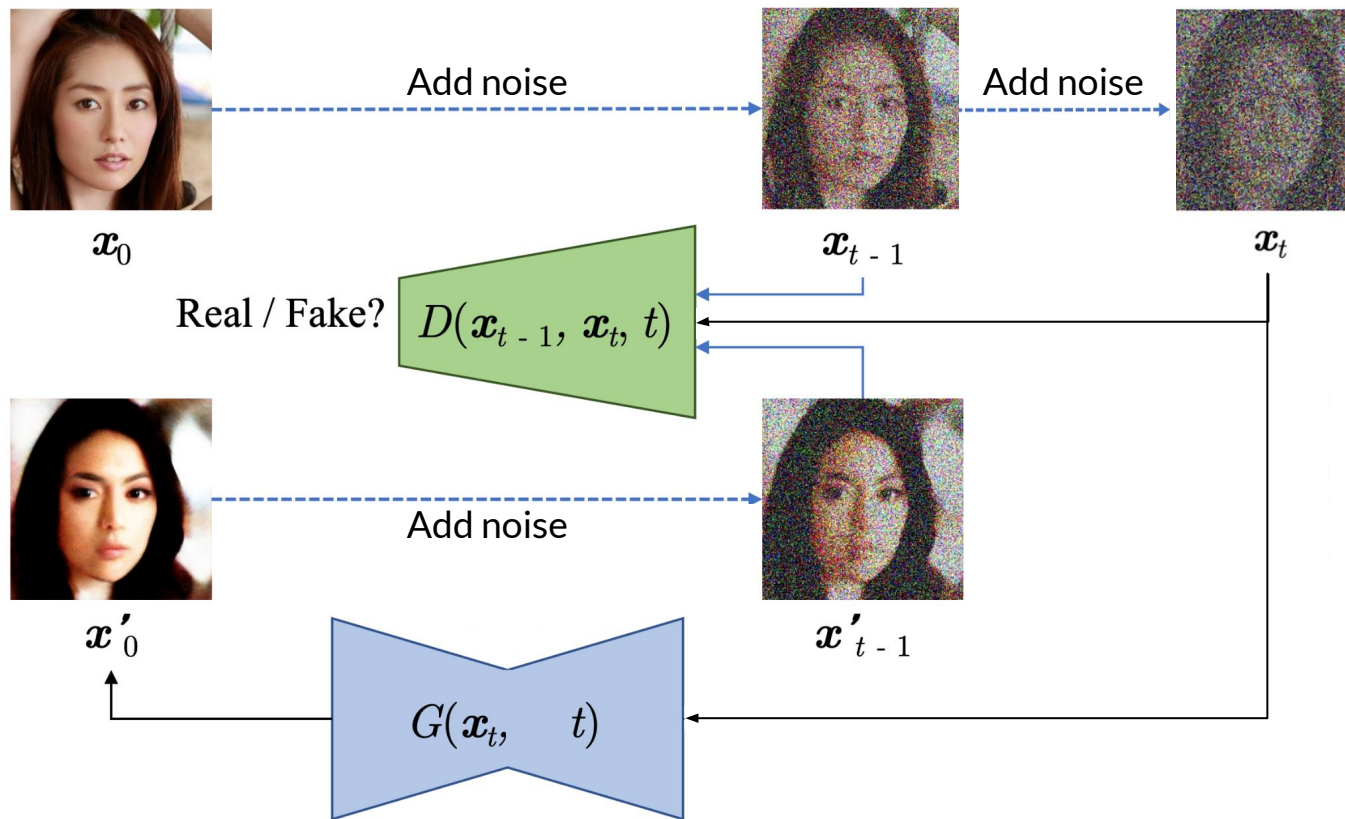 Add noise
Add noise
x₀
xₜ ₋ ₁
xₜ
Real / Fake?
D(xₜ ₋ ₁, xₜ, t)
Add noise
x'₀
x'ₜ ₋ ₁
G(xₜ, t)